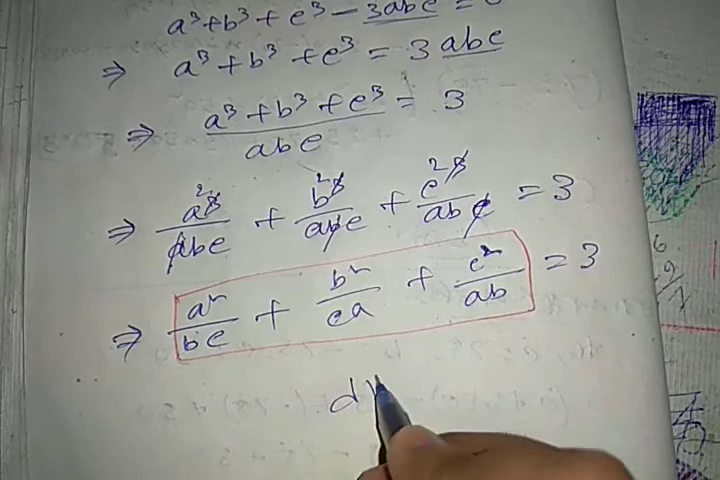 a³+b³+c³-3abc=0
⇒ a³+b³+c³ = 3abc
⇒ (a³+b³+c³)/abc = 3
⇒ a³/abc + b³/abc + c³/abc = 3
⇒ a²/bc + b²/ca + c²/ab = 3